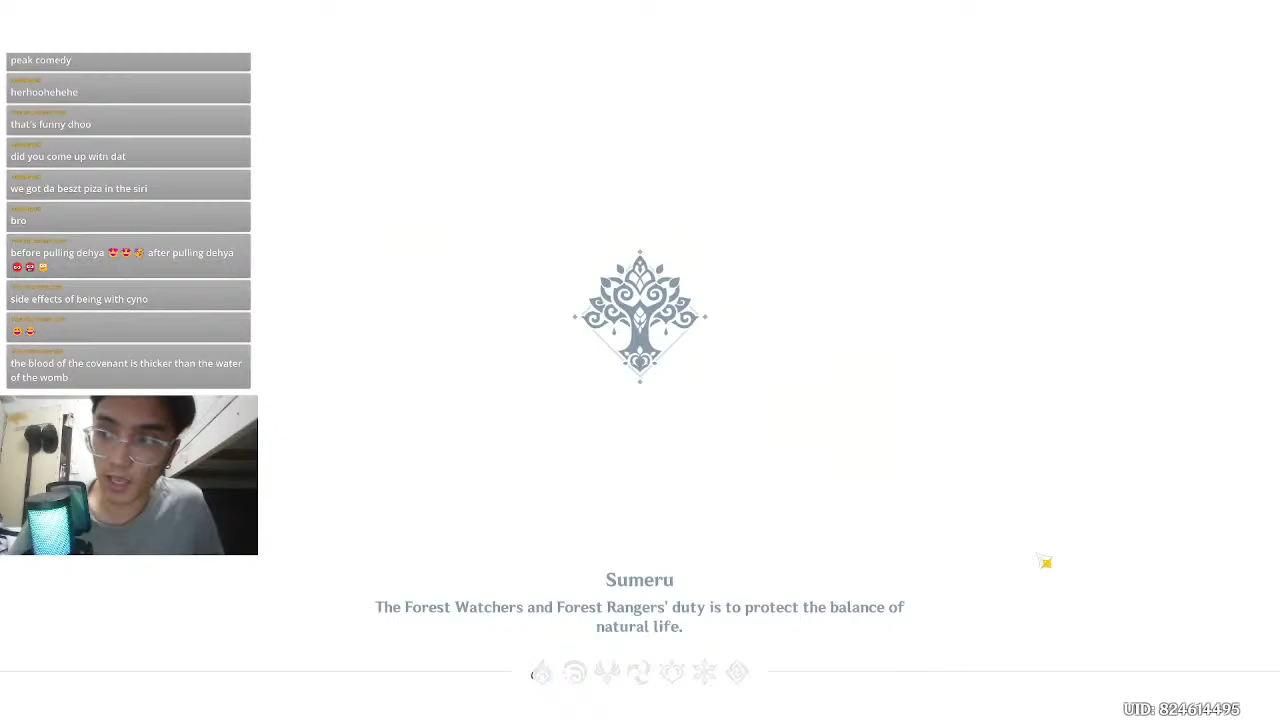 peak comedy
herhoohehehe
that's funny dhoo
did you come up witn dat
we got da beszt piza in the siri
bro
before pulling dehya 😍 😍 🥳 after pulling dehya
😡 👿 😕
side effects of being with cyno
😛 😛
the blood of the covenant is thicker than the water
of the womb
Sumeru
The Forest Watchers and Forest Rangers' duty is to protect the balance of
natural life.
UID: 824614495